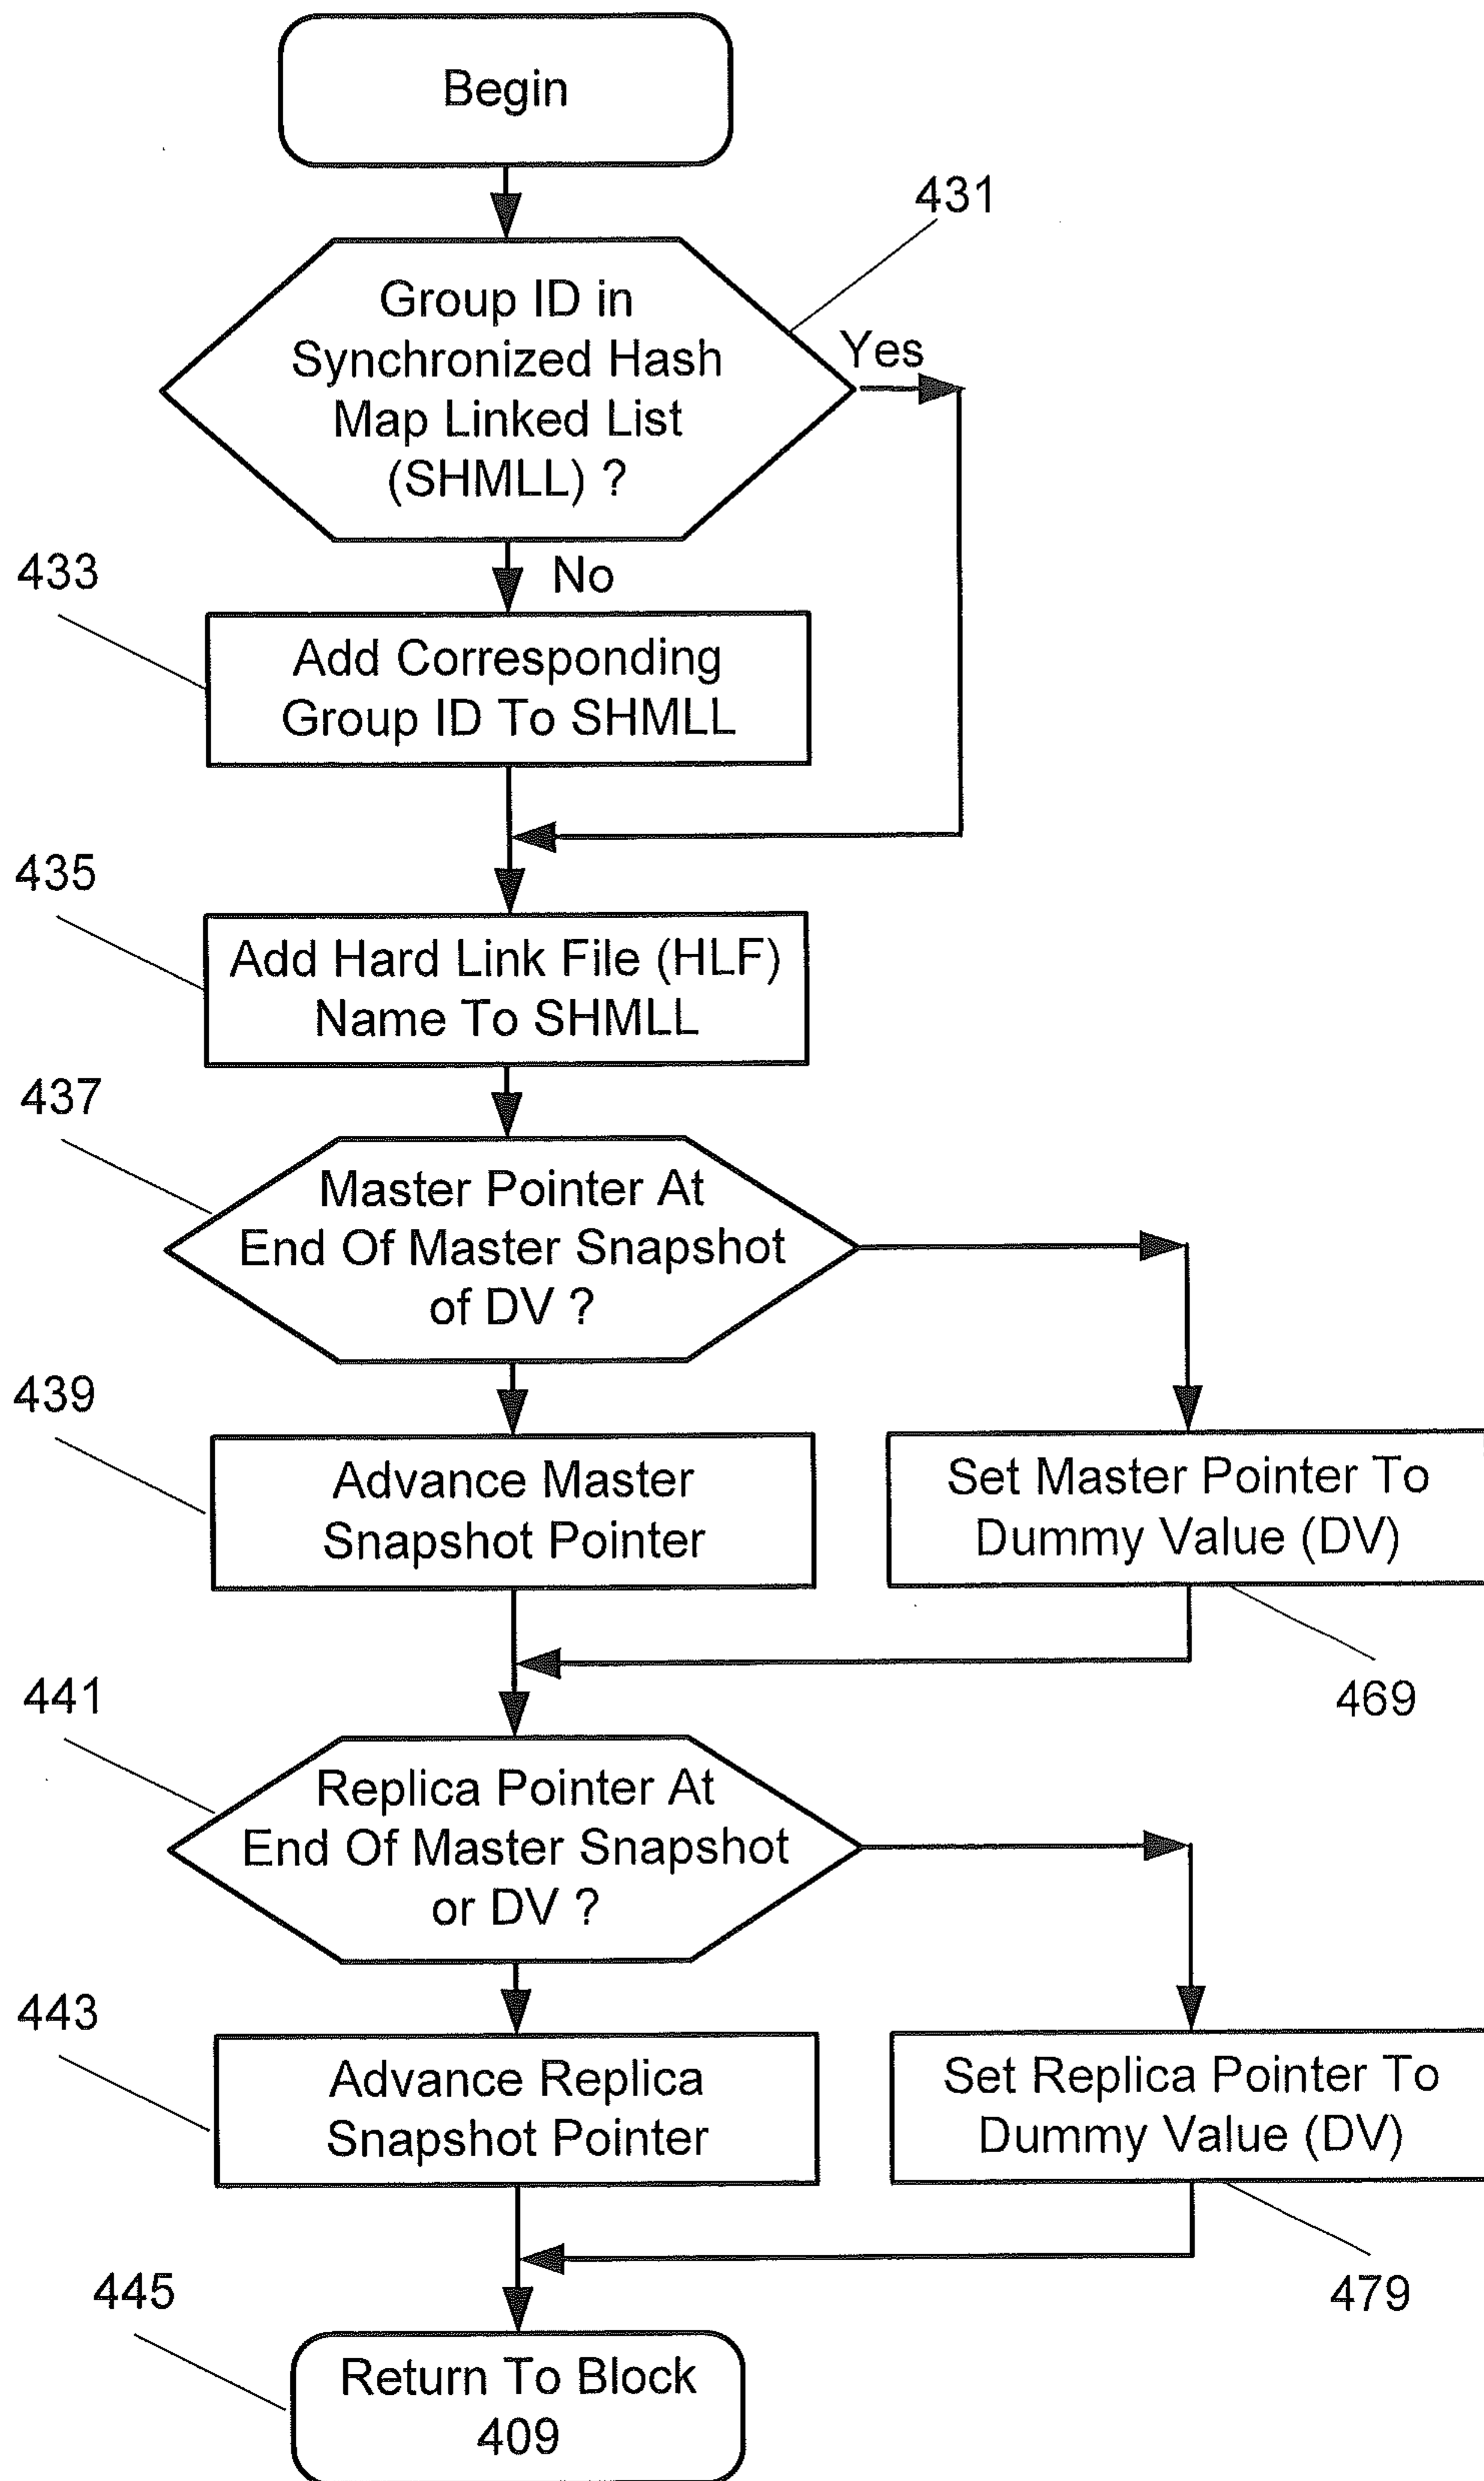 Begin
431
Group ID in
Synchronized Hash
Map Linked List
(SHMLL) ?
Yes
No
433
Add Corresponding
Group ID To SHMLL
435
Add Hard Link File (HLF)
Name To SHMLL
437
Master Pointer At
End Of Master Snapshot
of DV ?
439
Advance Master
Snapshot Pointer
Set Master Pointer To
Dummy Value (DV)
469
441
Replica Pointer At
End Of Master Snapshot
or DV ?
443
Advance Replica
Snapshot Pointer
Set Replica Pointer To
Dummy Value (DV)
479
445
Return To Block
409